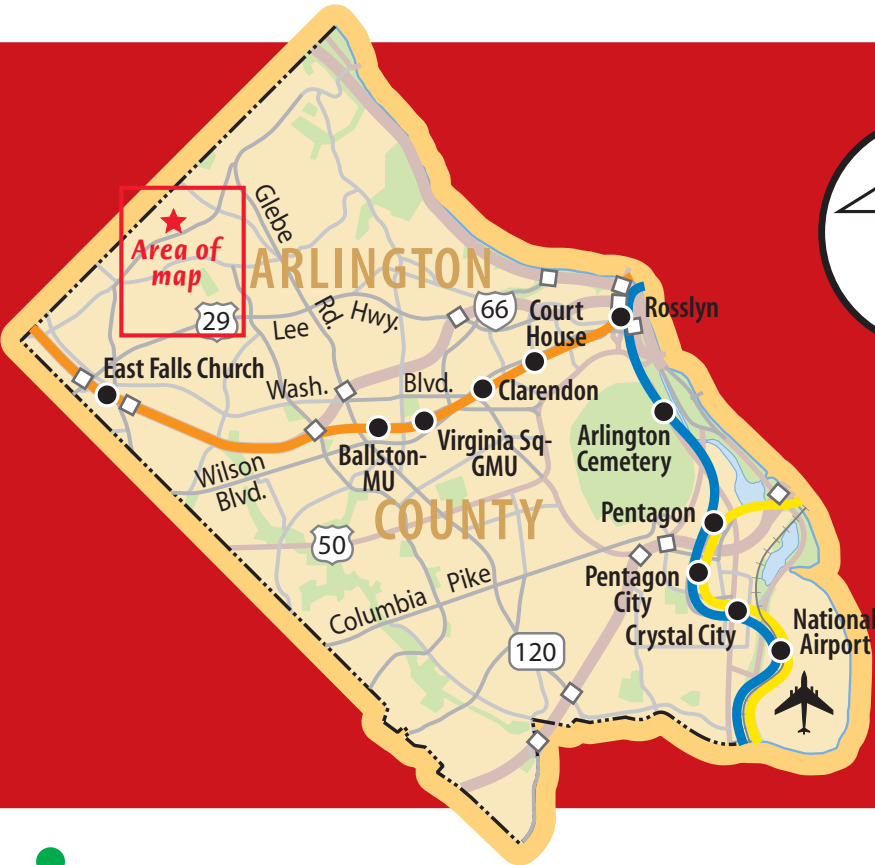 Glebe
Rd.
Area of
map
ARLINGTON
29
Lee
Hwy.
66
Court
House
Rosslyn
East Falls Church
Wash.
Blvd.
Clarendon
Wilson
Blvd.
Ballston-
MU
Virginia Sq-
GMU
Arlington
Cemetery
COUNTY
Pentagon
50
Columbia
Pike
Pentagon
City
Crystal City
National
Airport
120